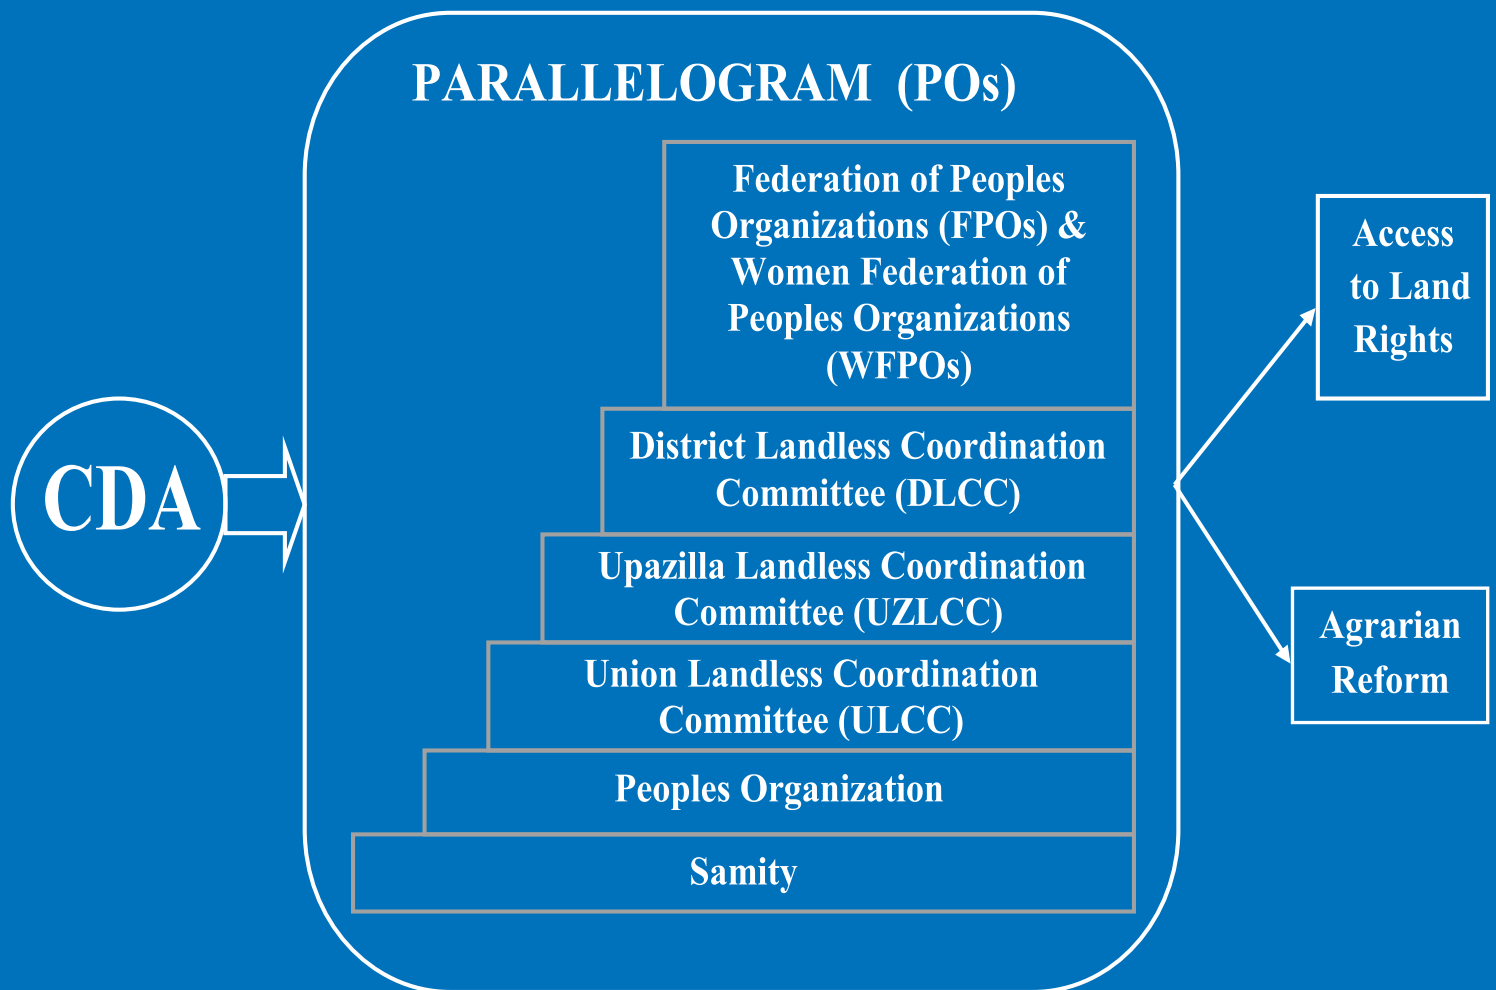 PARALLELOGRAM (POs)
Federation of Peoples
Organizations (FPOs) &
Women Federation of
Peoples Organizations
(WFPOs)
District Landless Coordination
Committee (DLCC)
Upazilla Landless Coordination
Committee (UZLCC)
Union Landless Coordination
Committee (ULCC)
Peoples Organization
Samity
CDA
Access
to Land
Rights
Agrarian
Reform